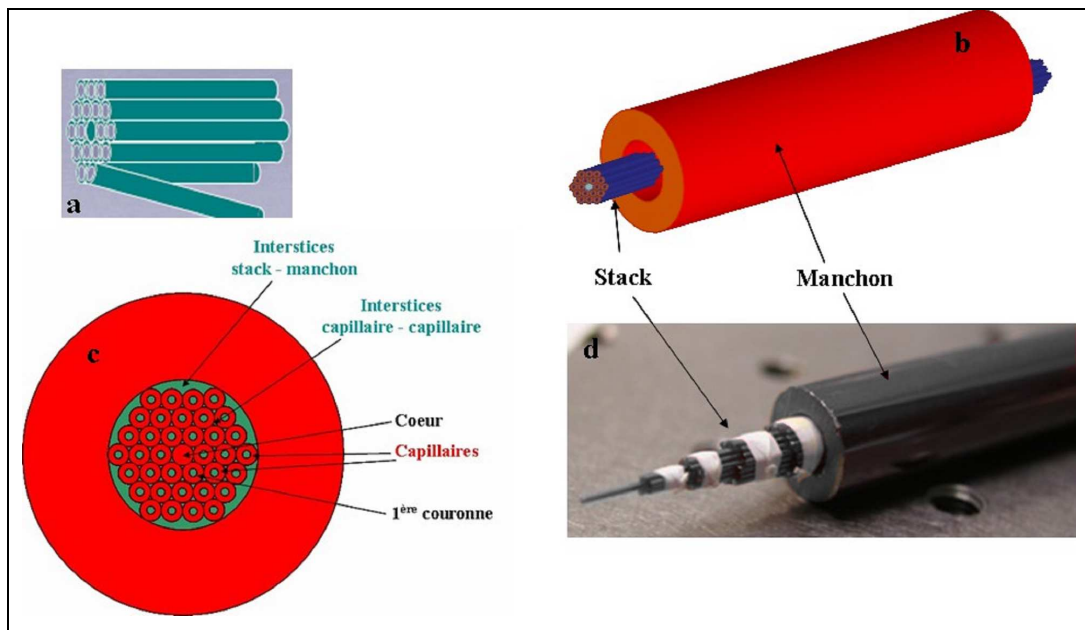 b
a
Interstices
stack - manchon
Interstices
capillaire - capillaire
Stack
Manchon
c
d
Coeur
Capillaires
1ère couronne